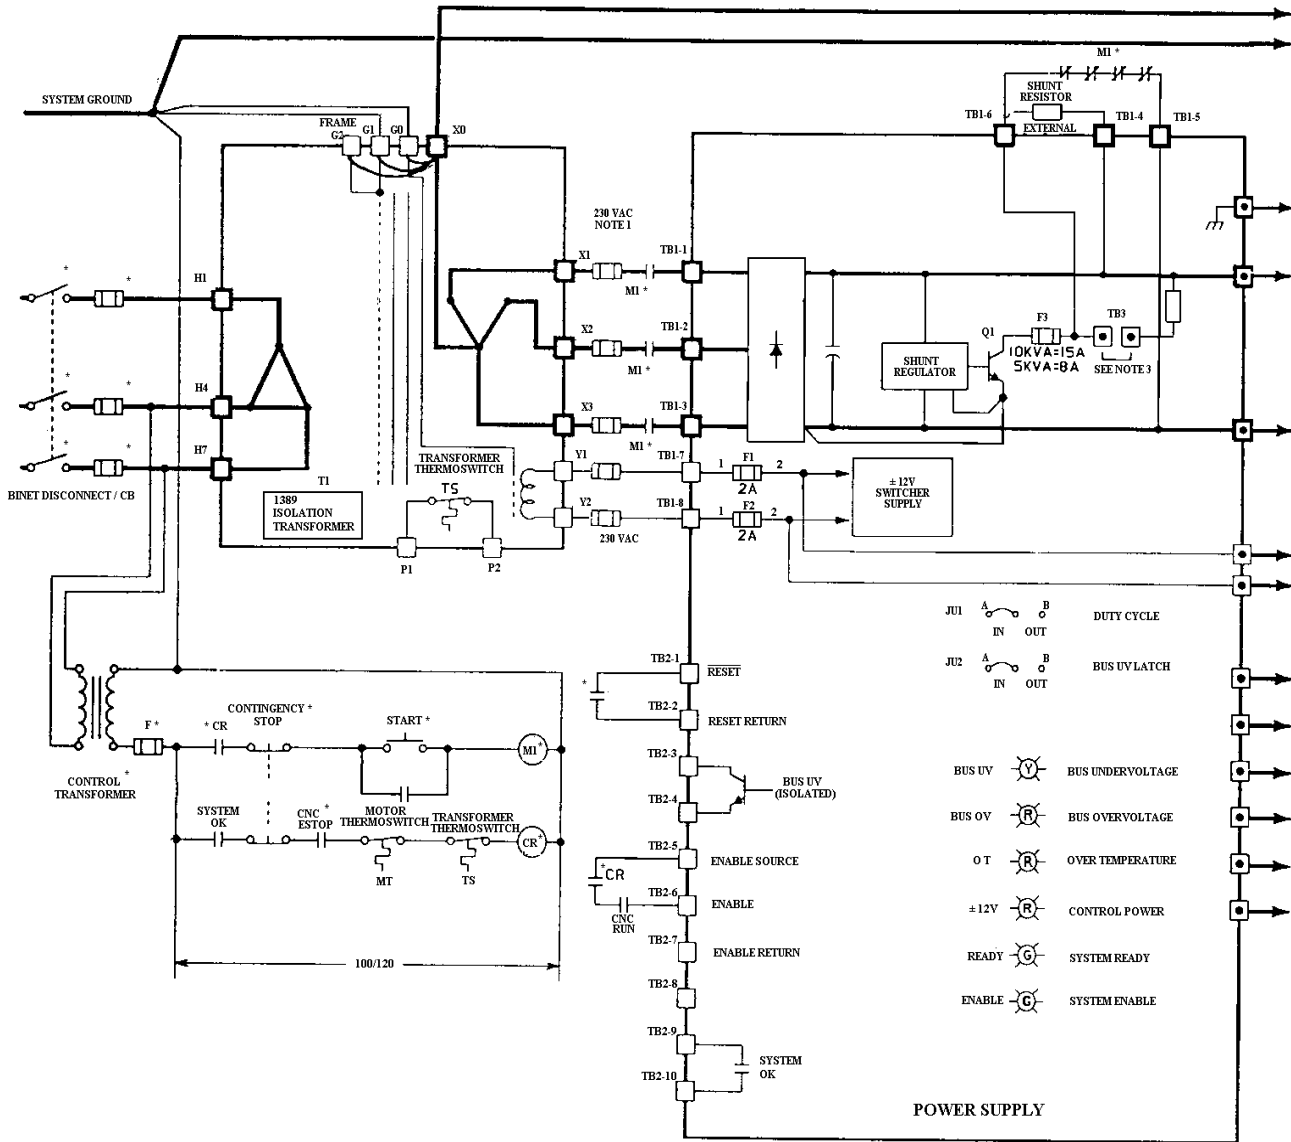 M1 *
SYSTEM GROUND
SHUNT
RESISTOR
TB1-6
TB1-4
TB1-5
EXTERNAL
FRAME
G2
G1
G0
X0
230 VAC
NOTE 1
X1
TB1-1
M1 *
*
*
H1
X2
TB1-2
M1 *
Q1
F3
TB3
10KVA=15A
5KVA=8A
SEE NOTE 3
SHUNT
REGULATOR
*
*
H4
X3
TB1-3
M1 *
*
*
H7
BINET DISCONNECT / CB
T1
1389
ISOLATION
TRANSFORMER
TRANSFORMER
THERMOSWITCH
TS
Y1
TB1-7
1
F1
2
2A
Y2
TB1-8
1
F2
2
2A
230 VAC
± 12V
SWITCHER
SUPPLY
P1
P2
JU1
A
B
IN
OUT
DUTY CYCLE
JU2
A
B
IN
OUT
BUS UV LATCH
TB2-1
RESET
*
TB2-2
RESET RETURN
F *
* CR
CONTINGENCY *
STOP
START *
M1*
CONTROL *
TRANSFORMER
TB2-3
BUS UV
(ISOLATED)
TB2-4
SYSTEM
OK
CNC *
ESTOP
MOTOR
THERMOSWITCH
TRANSFORMER
THERMOSWITCH
CR*
MT
TS
TB2-5
ENABLE SOURCE
*
CR
TB2-6
ENABLE
CNC
RUN
TB2-7
ENABLE RETURN
100/120
TB2-8
TB2-9
SYSTEM
OK
TB2-10
BUS UV
Y
BUS UNDERVOLTAGE
BUS OV
R
BUS OVERVOLTAGE
O T
R
OVER TEMPERATURE
± 12V
R
CONTROL POWER
READY
G
SYSTEM READY
ENABLE
G
SYSTEM ENABLE
POWER SUPPLY